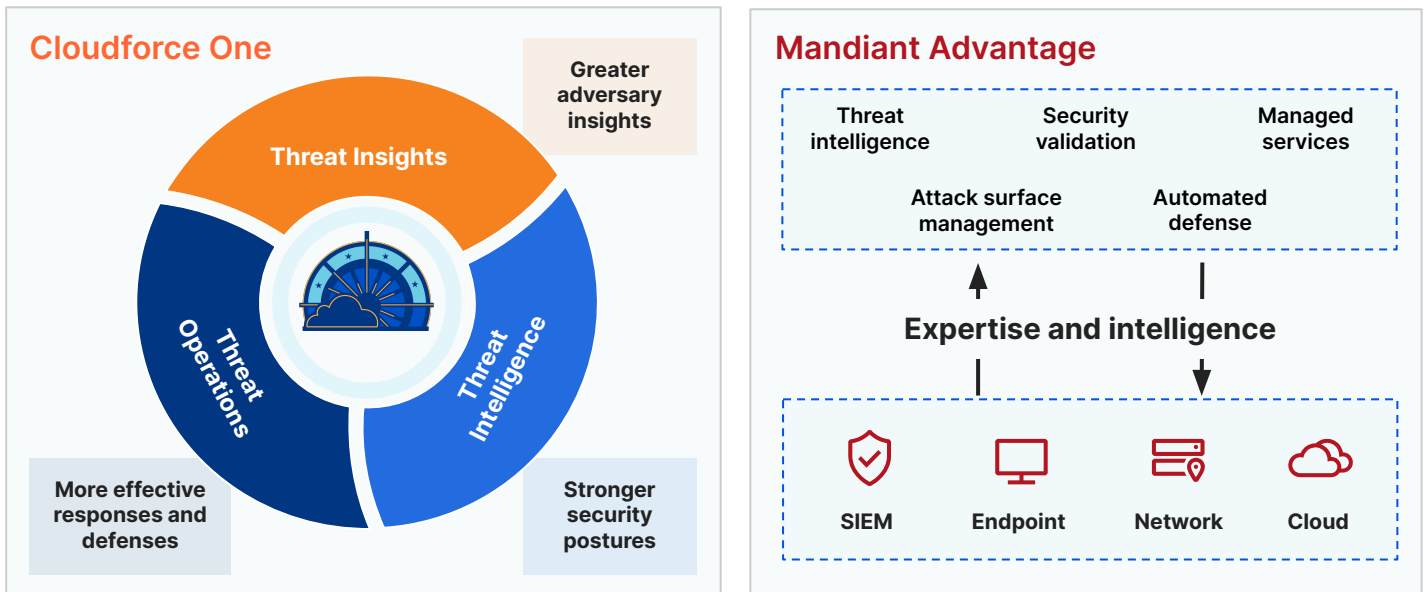 Cloudforce One
Greater
adversary
insights
Threat Insights
Threat
Operations
Threat
Intelligence
More effective
responses and
defenses
Stronger
security
postures
Mandiant Advantage
Threat
intelligence
Security
validation
Managed
services
Attack surface
management
Automated
defense
Expertise and intelligence
SIEM
Endpoint
Network
Cloud